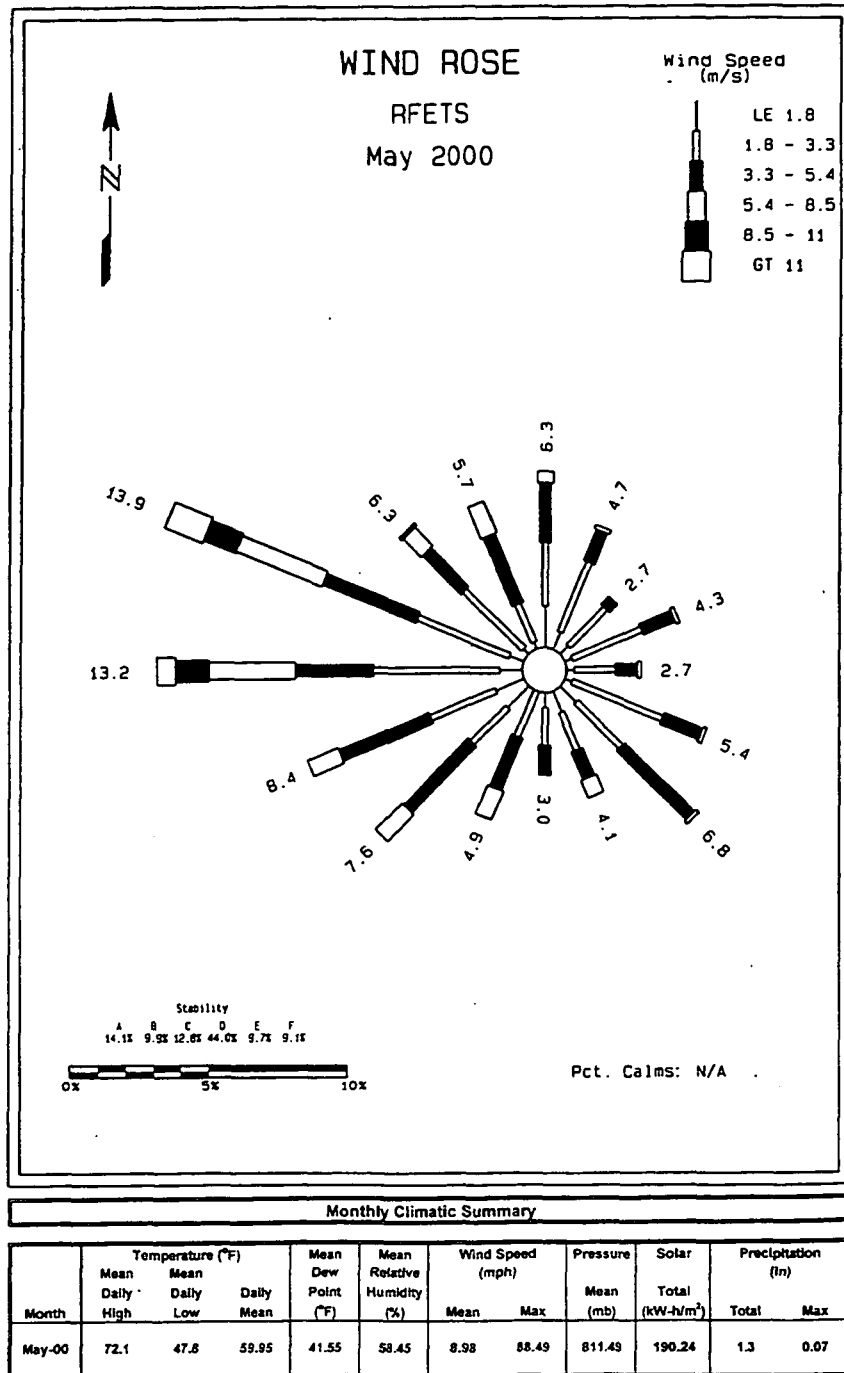 WIND ROSE
RFETS
May 2000
N
Wind Speed
(m/s)
LE 1.8
1.8 - 3.3
3.3 - 5.4
5.4 - 8.5
8.5 - 11
GT 11
6.3
4.7
2.7
4.3
2.7
5.4
6.8
4.1
3.0
4.9
7.6
8.4
13.2
13.9
6.3
5.7
Stability
A B C D E F
14.1% 9.9% 12.6% 44.0% 9.7% 9.1%
0% 5% 10%
Pct. Calms: N/A
Monthly Climatic Summary
Temperature (°F) Mean Mean Wind Speed Pressure Solar Precipitation
Mean Mean Dew Relative (mph) (in)
Daily Daily Daily Point Humidity Mean Total
Month High Low Mean (°F) (%) Mean Max (mb) (kW-h/m²) Total Max
May-00 72.1 47.8 59.95 41.55 58.45 8.98 88.49 811.49 190.24 1.3 0.07